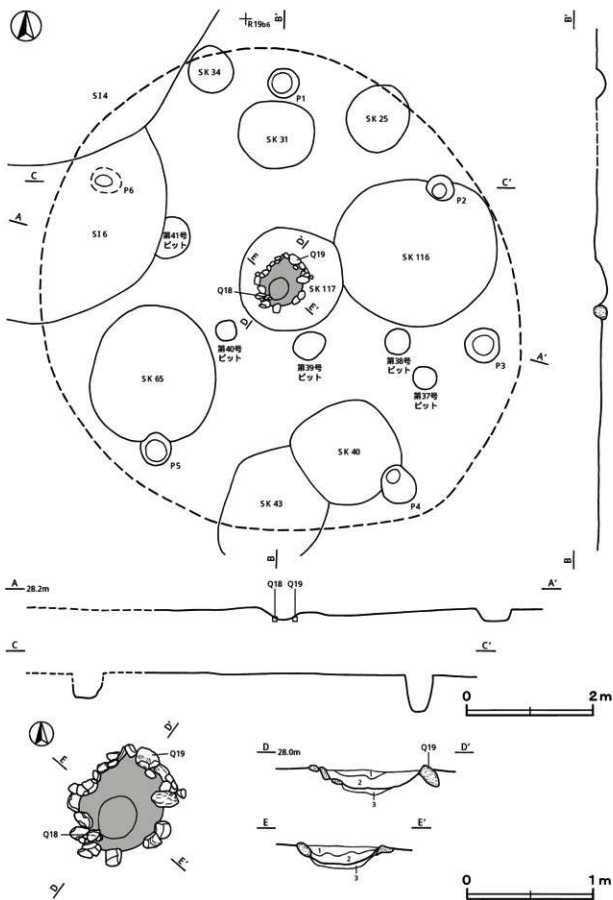 R19b6
B'
B'
SK 34
P1
SI4
SK 31
SK 25
C
P6
C'
P2
A
SI6
第41号
ピット
D'
E
Q19
SK 116
Q18
SK 117
E'
D
第40号
ピット
第39号
ピット
第38号
ピット
P3
A'
第37号
ピット
SK 65
P5
SK 40
P4
SK 43
B
B
A
28.2m
Q18
Q19
A'
C
C'
0
2 m
D'
Q19
E
Q18
E'
D
D
28.0m
Q19
D'
1
2
3
E
E'
1
2
3
0
1 m